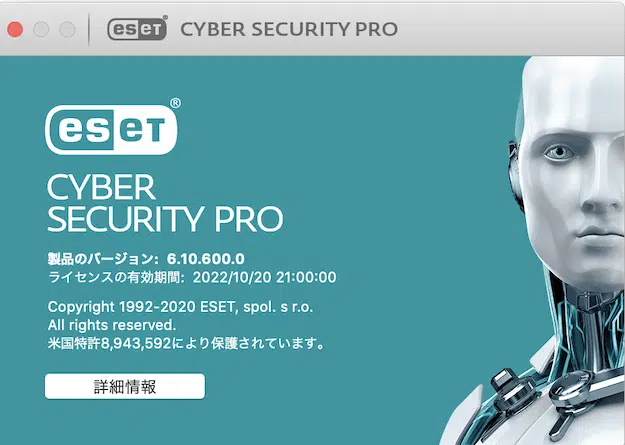 eseT® CYBER SECURITY PRO
eseT®
CYBER
SECURITY PRO
製品のバージョン: 6.10.600.0
ライセンスの有効期間: 2022/10/20 21:00:00
Copyright 1992-2020 ESET, spol. s r.o.
All rights reserved.
米国特許8,943,592により保護されています。
詳細情報